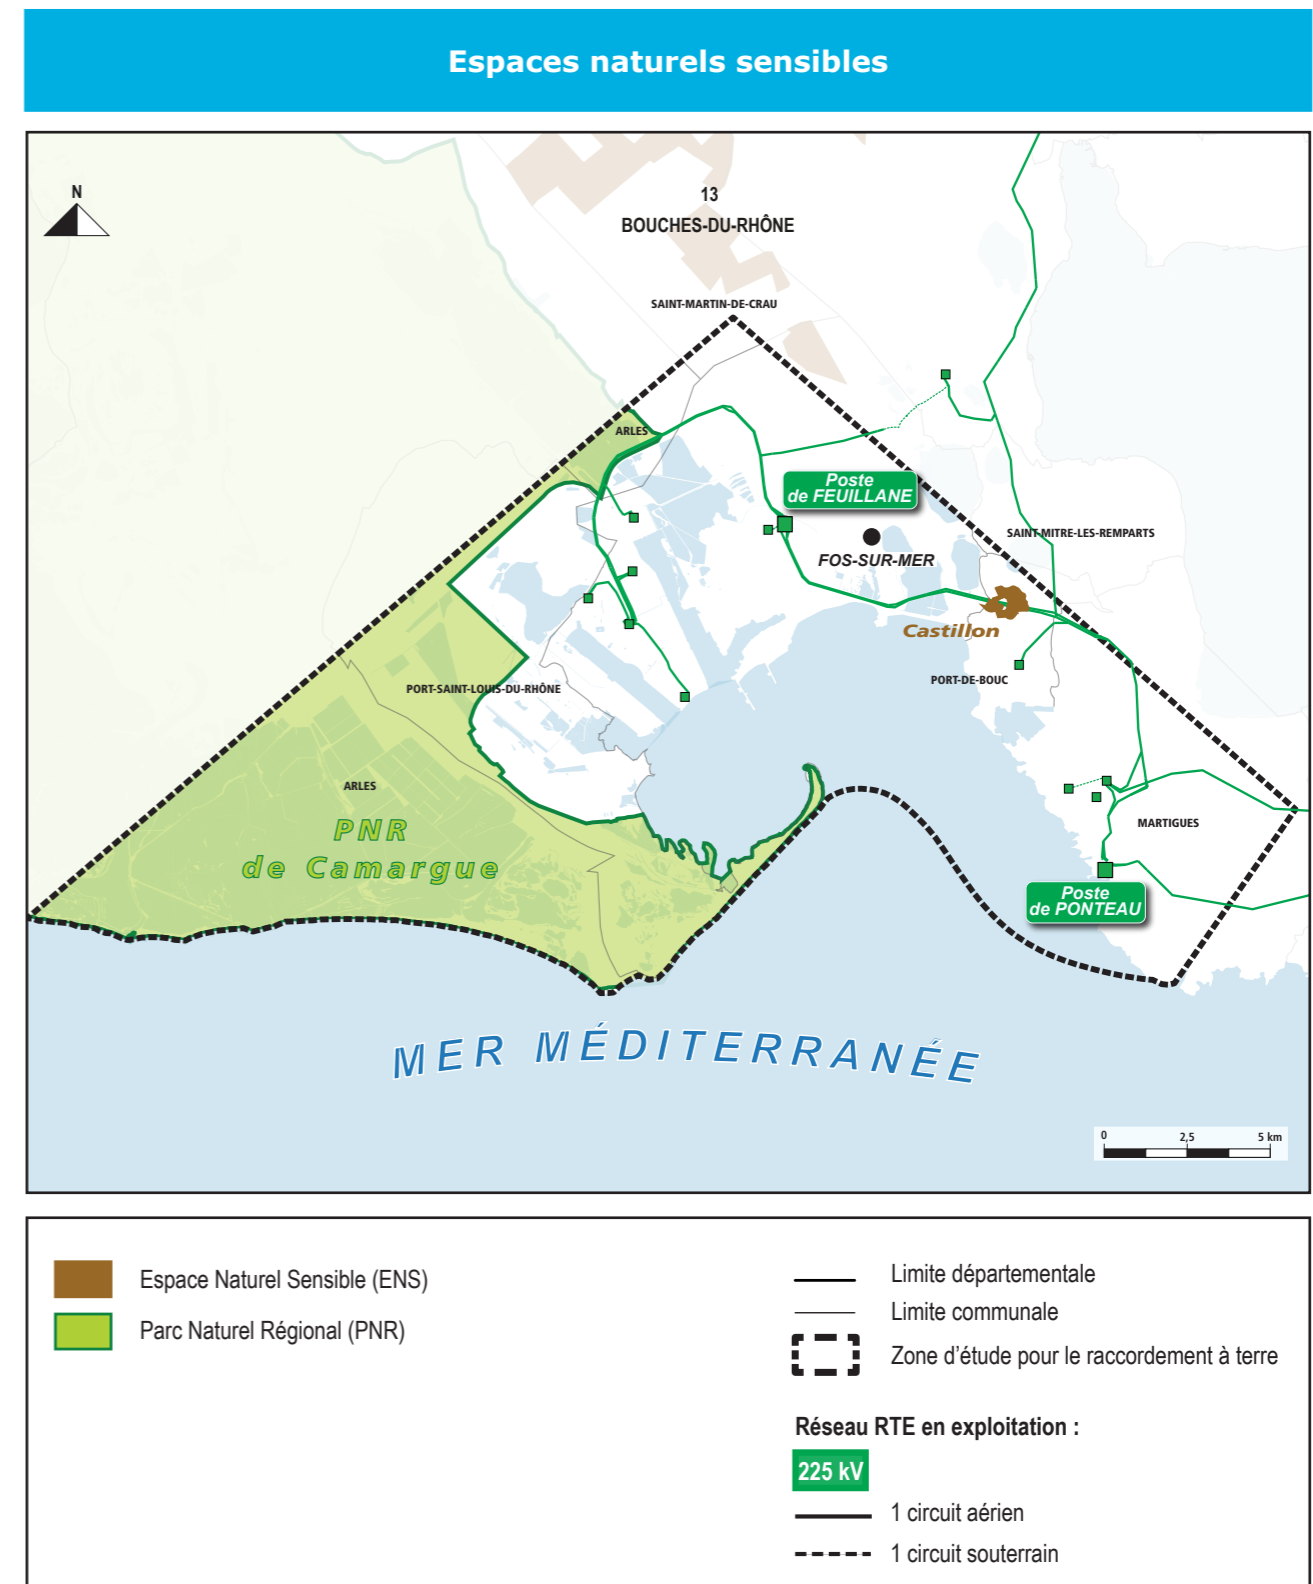 Espaces naturels sensibles
N
13
BOUCHES-DU-RHÔNE
SAINT-MARTIN-DE-CRAU
ARLES
Poste
de FEUILLANE
FOS-SUR-MER
SAINT-MITRE-LES-REMPARTS
Castillon
PORT-DE-BOUC
PORT-SAINT-LOUIS-DU-RHÔNE
ARLES
PNR
de Camargue
MARTIGUES
Poste
de PONTEAU
MER MÉDITERRANÉE
0 2,5 5 km
Espace Naturel Sensible (ENS)
Parc Naturel Régional (PNR)
Limite départementale
Limite communale
Zone d'étude pour le raccordement à terre
Réseau RTE en exploitation :
225 kV
1 circuit aérien
1 circuit souterrain